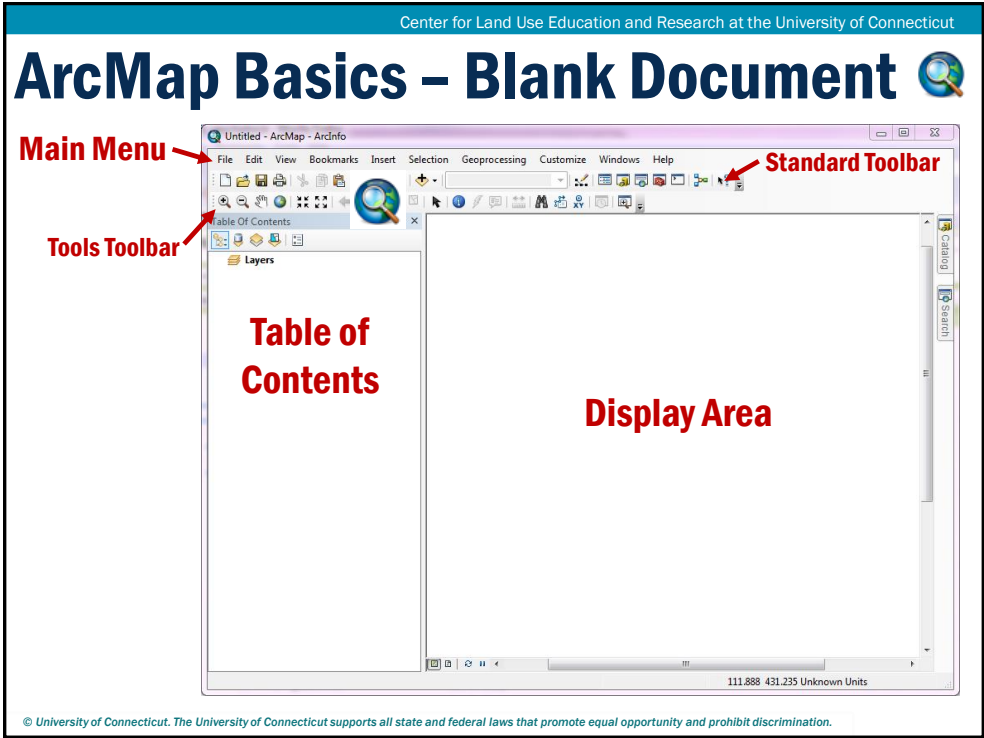 Center for Land Use Education and Research at the University of Connecticut
ArcMap Basics – Blank Document
Untitled - ArcMap - ArcInfo
Main Menu
File Edit View Bookmarks Insert Selection Geoprocessing Customize Windows Help
Standard Toolbar
Tools Toolbar
Table Of Contents
Layers
Catalog
Search
Table of
Contents
Display Area
111.888 431.235 Unknown Units
© University of Connecticut. The University of Connecticut supports all state and federal laws that promote equal opportunity and prohibit discrimination.